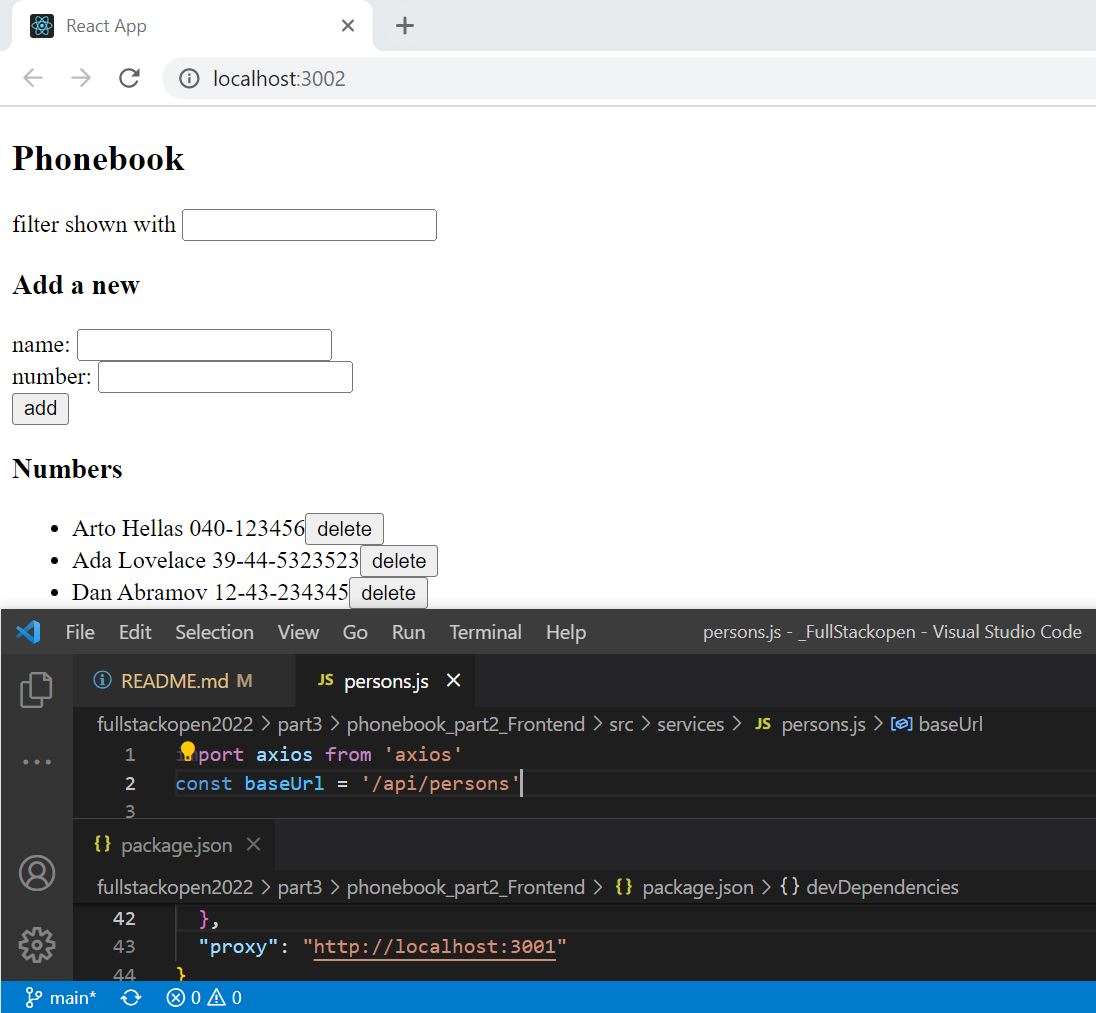 React App
localhost:3002
Phonebook
filter shown with
Add a new
name:
number:
add
Numbers
Arto Hellas 040-123456 delete
Ada Lovelace 39-44-5323523 delete
Dan Abramov 12-43-234345 delete
File Edit Selection View Go Run Terminal Help persons.js - _FullStackopen - Visual Studio Code
README.md M JS persons.js
fullstackopen2022 > part3 > phonebook_part2_Frontend > src > services > JS persons.js > baseUrl
1 import axios from 'axios'
2 const baseUrl = '/api/persons'
3
{} package.json
fullstackopen2022 > part3 > phonebook_part2_Frontend > {} package.json > {} devDependencies
42 },
43 "proxy": "http://localhost:3001"
44 }
main* 0 0